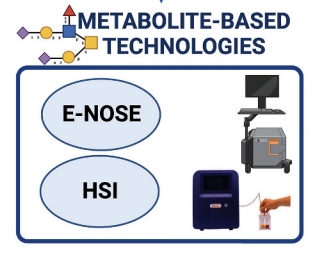 METABOLITE-BASED
TECHNOLOGIES
E-NOSE
HSI